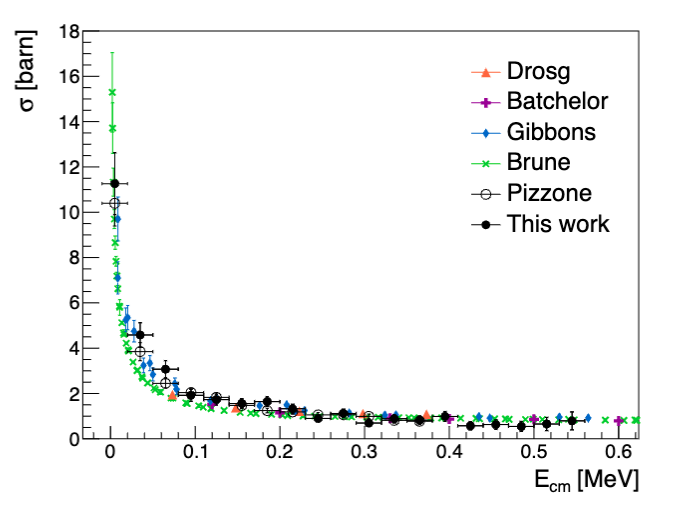 18
16
14
12
10
8
6
4
2
0
σ [barn]
Drosg
Batchelor
Gibbons
Brune
Pizzone
This work
0 0.1 0.2 0.3 0.4 0.5 0.6
E_cm [MeV]